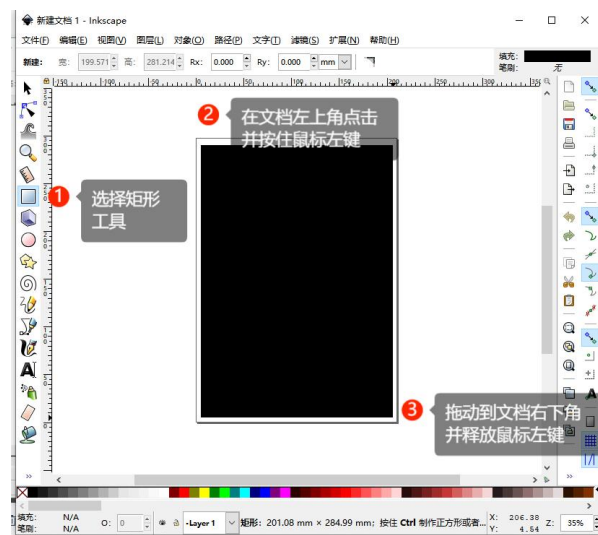 新建文档 1 - Inkscape
文件(F) 编辑(E) 视图(V) 图层(L) 对象(O) 路径(P) 文字(T) 滤镜(S) 扩展(N) 帮助(H)
新建: 宽: 199.571 高: 281.214 Rx: 0.000 Ry: 0.000 mm
填充:
笔刷: 无
2 在文档左上角点击
并按住鼠标左键
1 选择矩形
工具
3 拖动到文档右下角
并释放鼠标左键
填充: N/A
笔刷: N/A
O: 0
-Layer 1
矩形: 201.08 mm × 284.99 mm; 按住 Ctrl 制作正方形或者...
X: 206.38
Y: 4.54
Z: 35%